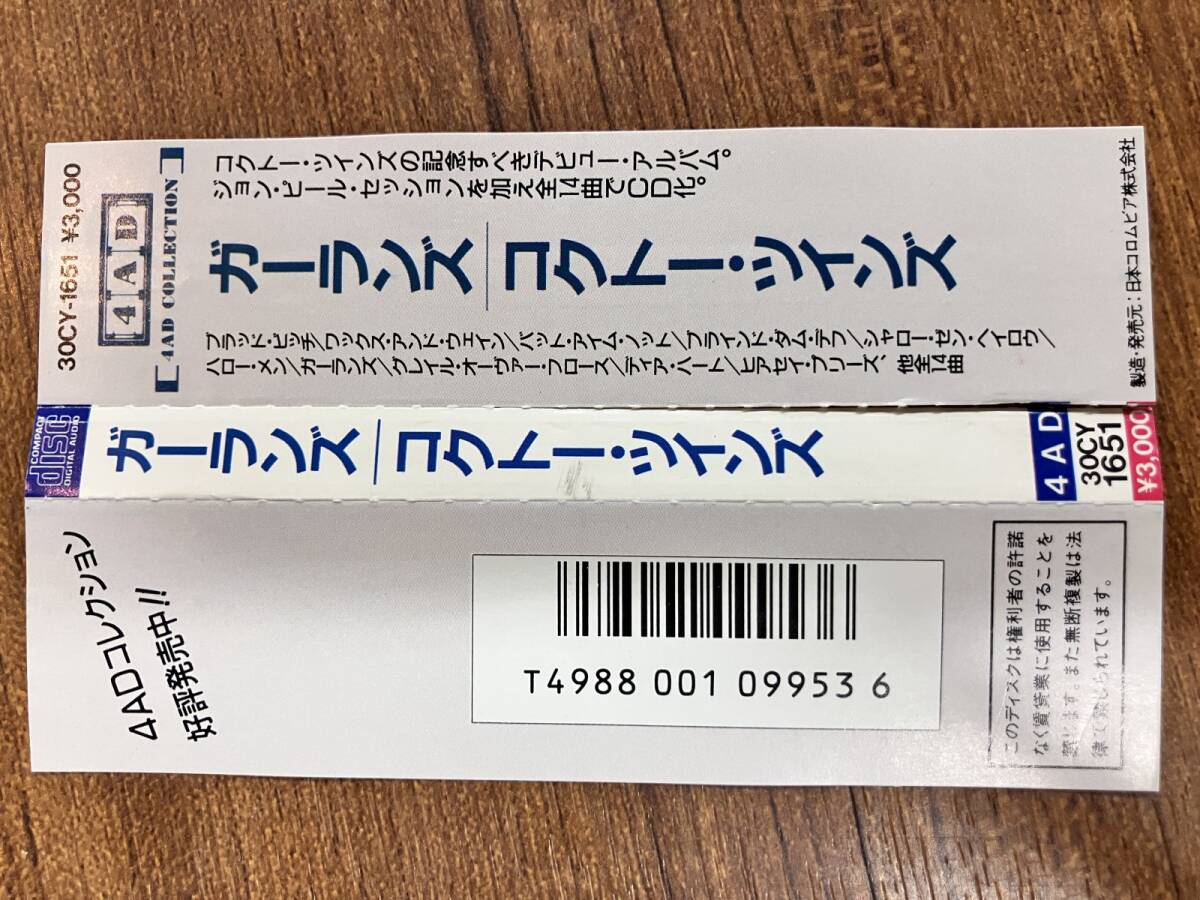 30CY-1651 ¥3,000
4AD
4AD COLLECTION
コクトー・ツインズの記念すべきデビュー・アルバム。
ジョン・ピール・セッションを加え全14曲でCD化。
ガーランズ／コクトー・ツインズ
ブラッド・ビッチ／ワックス・アンド・ウェイン／バット・アイム・ノット／ブラインド・ダム・デフ／シャロー・ゼン・ヘイロウ／
ハロー・メン／ガーランズ／グレイル・オーヴァー・フローズ／ディア・ハート／ヒアセイ・プリーズ、他全14曲
製造・発売元：日本コロムビア株式会社
COMPACT
disc
DIGITAL AUDIO
ガーランズ／コクトー・ツインズ
4AD
30CY
1651
¥3,000
4ADコレクション
好評発売中!!
T4988 001 09953 6
このディスクは権利者の許諾
なく賃貸業に使用することを
禁じます。また無断複製は法
律で禁じられています。